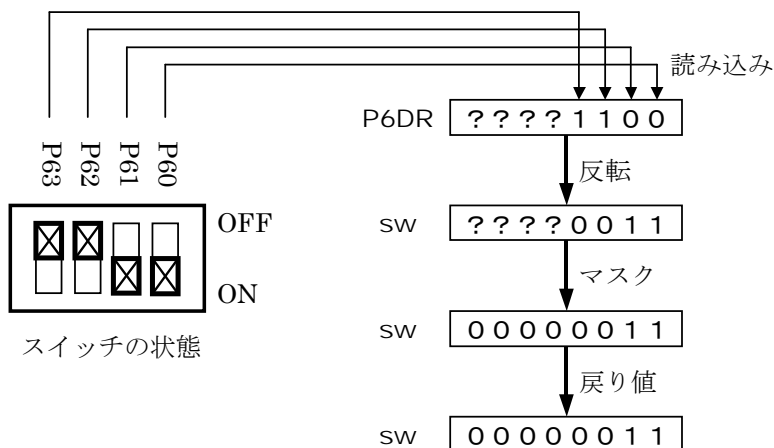 読み込み
P6DR ????1100
反転
sw ????0011
マスク
sw 00000011
戻り値
sw 00000011
P63 P62 P61 P60
OFF
ON
スイッチの状態